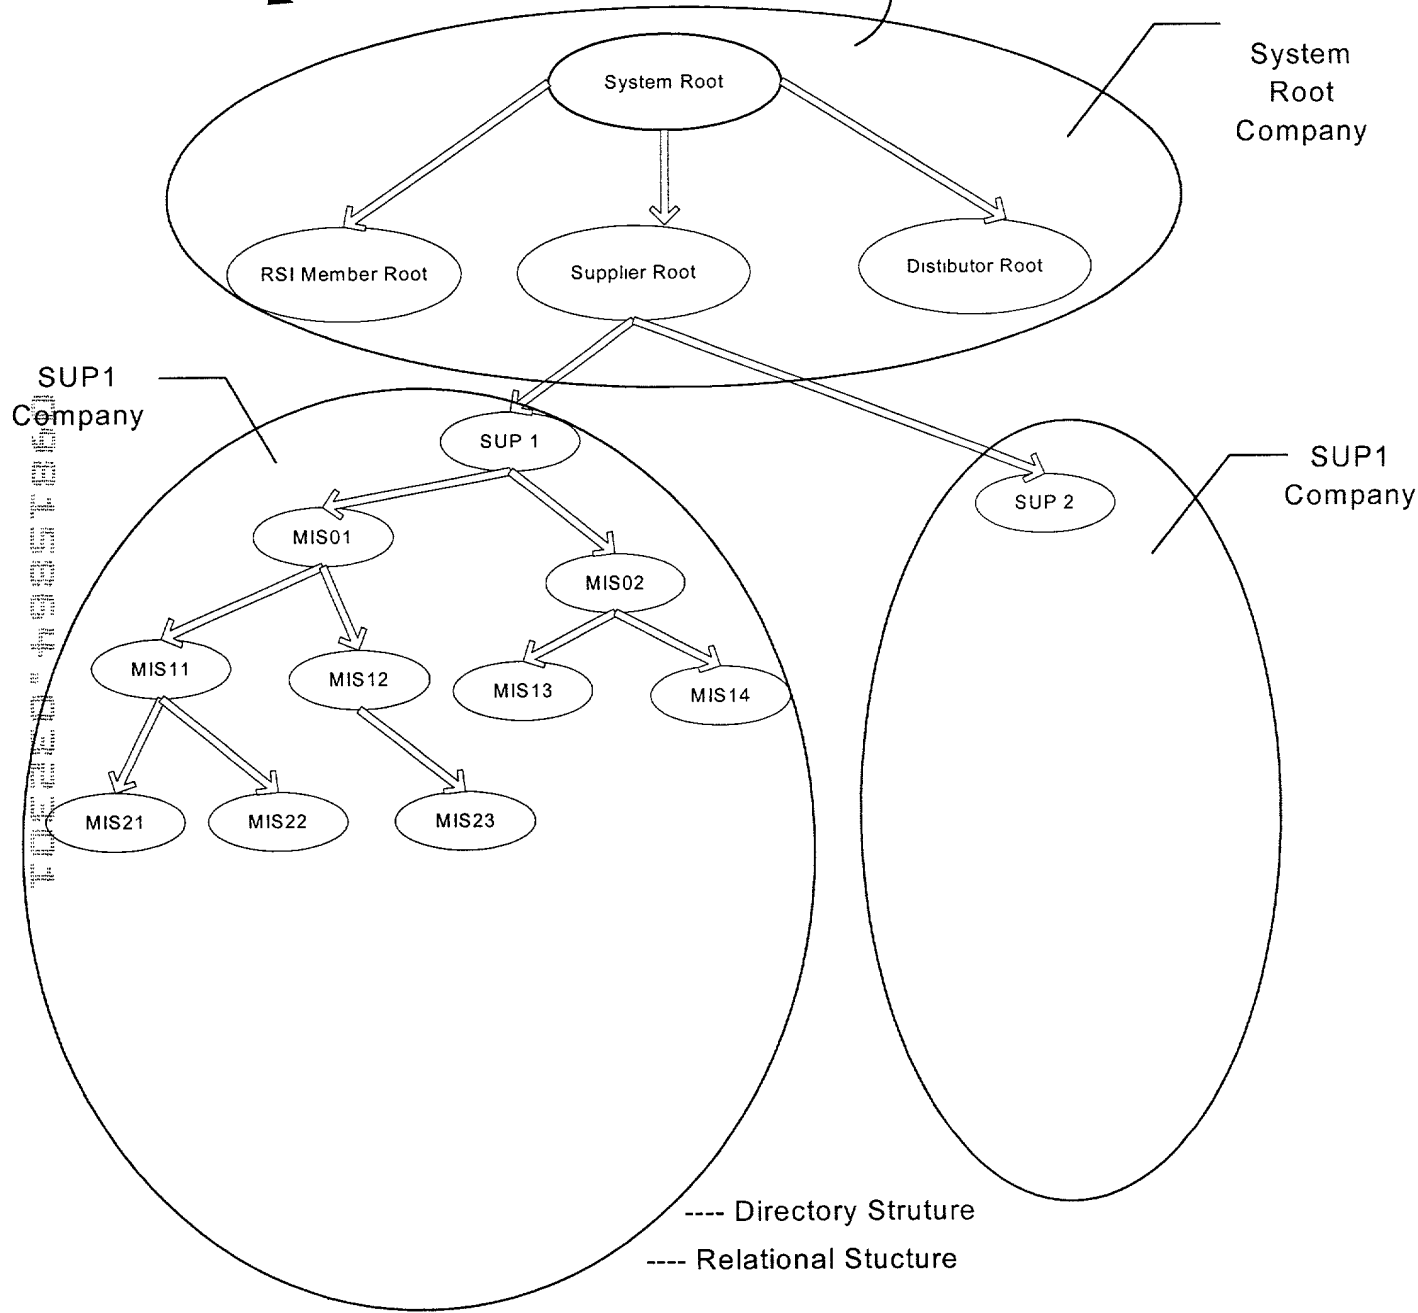 System Root
System
Root
Company
RSI Member Root
Supplier Root
Distibutor Root
SUP1
Company
SUP 1
SUP1
Company
SUP 2
MIS01
MIS02
MIS11
MIS12
MIS13
MIS14
MIS21
MIS22
MIS23
---- Directory Struture
---- Relational Stucture